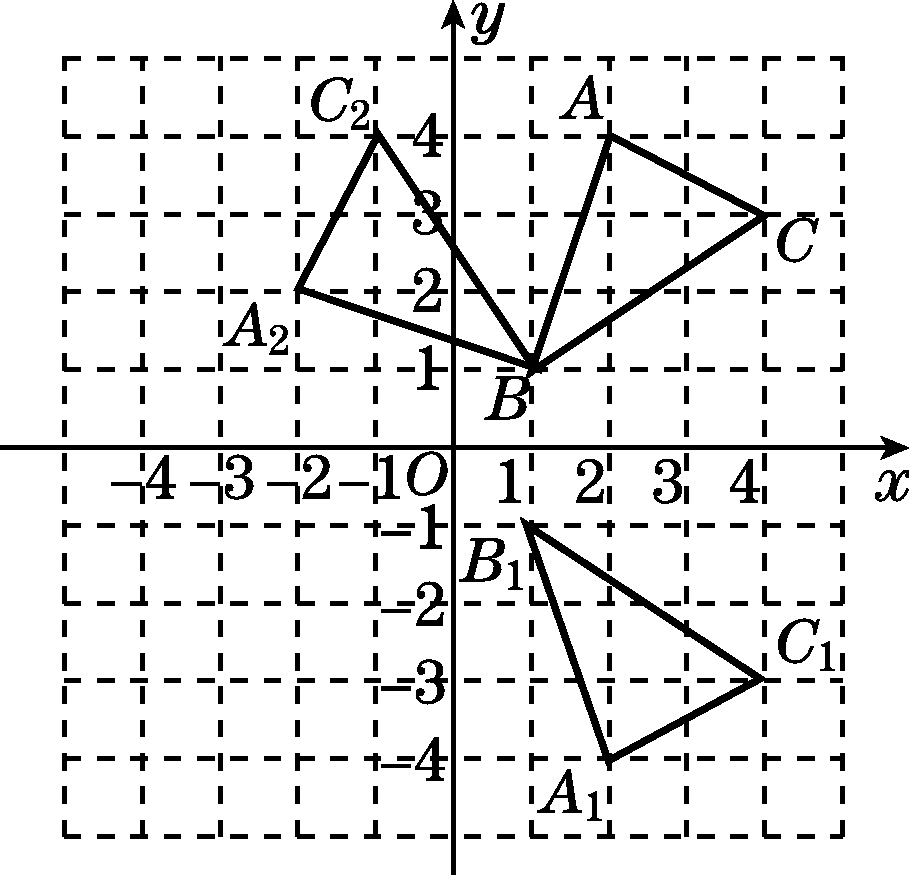 y
C₂ 4 A
3 C
2
A₂
1 B
–4 –3 –2 –1 O 1 2 3 4 x
–1
B₁
–2
C₁
–3
–4
A₁